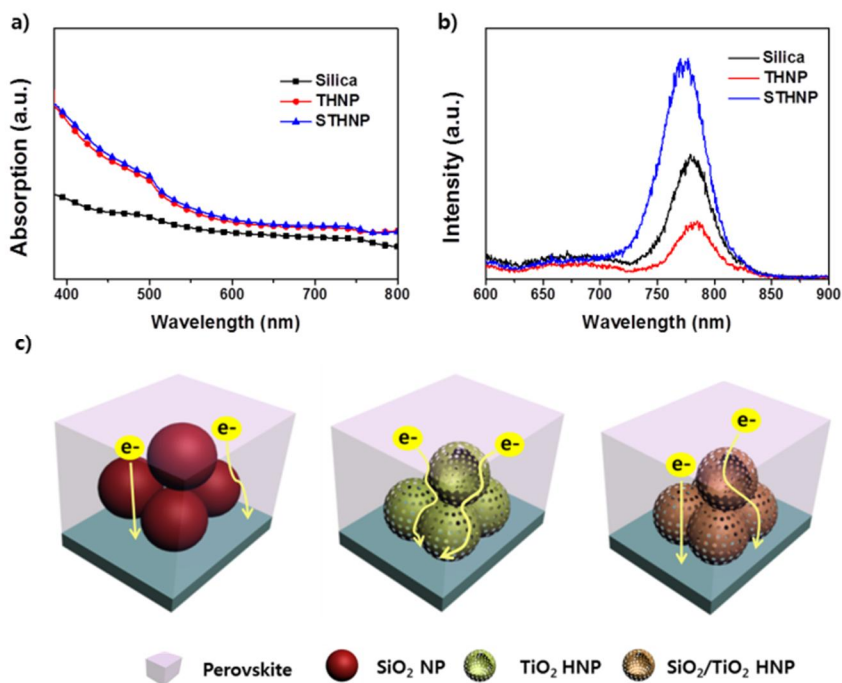 a)
Absorption (a.u.)
Silica
THNP
STHNP
400 500 600 700 800
Wavelength (nm)
b)
Intensity (a.u.)
Silica
THNP
STHNP
600 650 700 750 800 850 900
Wavelength (nm)
c)
e- e-
e- e-
e- e-
Perovskite SiO₂ NP TiO₂ HNP SiO₂/TiO₂ HNP